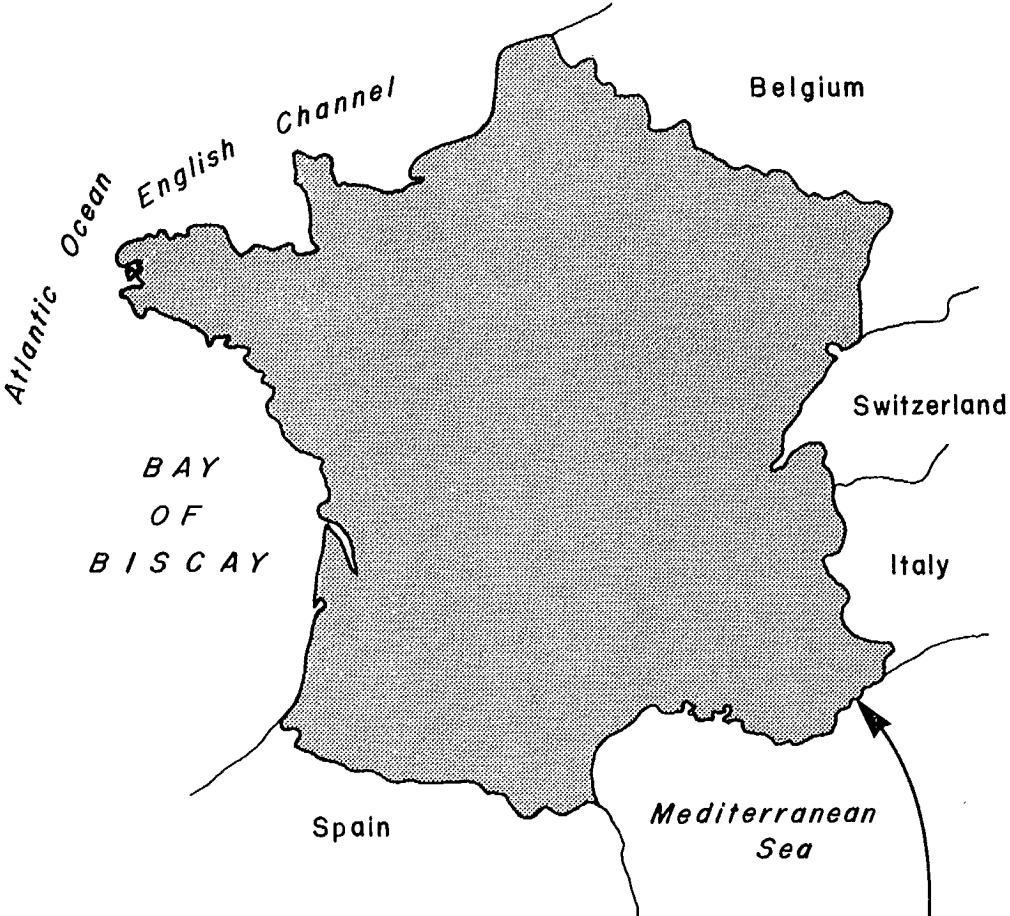 Belgium
English Channel
Atlantic Ocean
Switzerland
BAY
OF
BISCAY
Italy
Mediterranean
Sea
Spain